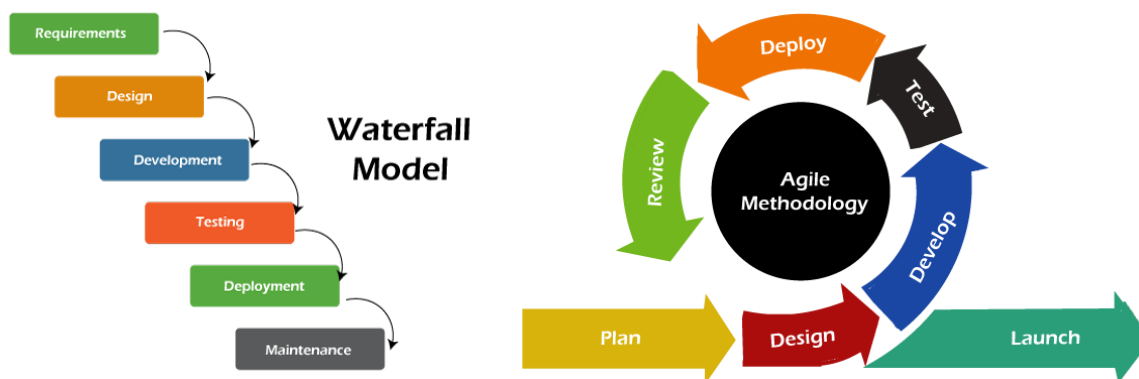 Requirements
Design
Development
Testing
Deployment
Maintenance
Waterfall
Model
Deploy
Test
Review
Agile
Methodology
Develop
Plan
Design
Launch